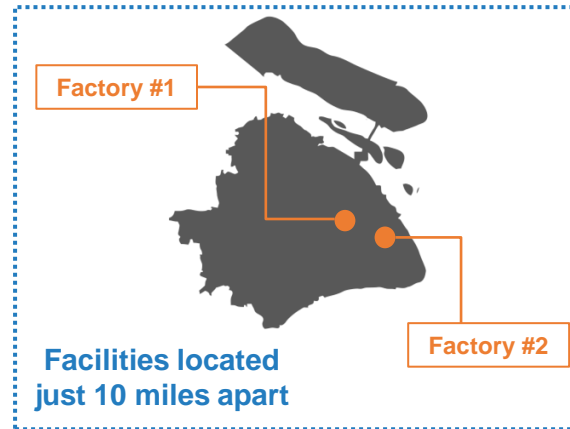 Factory #1
Factory #2
Facilities located
just 10 miles apart